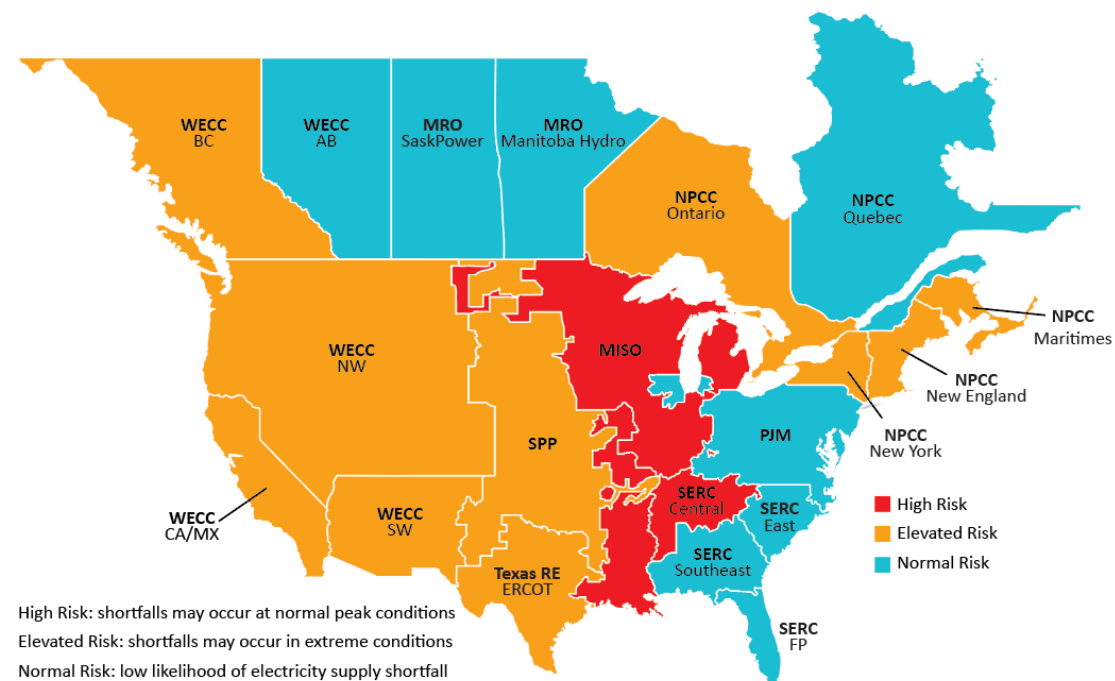 WECC
BC
WECC
AB
MRO
SaskPower
MRO
Manitoba Hydro
NPCC
Ontario
NPCC
Quebec
NPCC
Maritimes
WECC
NW
MISO
NPCC
New England
SPP
PJM
NPCC
New York
WECC
CA/MX
WECC
SW
SERC
Central
SERC
East
High Risk
Elevated Risk
Normal Risk
SERC
Southeast
Texas RE
ERCOT
SERC
FP
High Risk: shortfalls may occur at normal peak conditions
Elevated Risk: shortfalls may occur in extreme conditions
Normal Risk: low likelihood of electricity supply shortfall